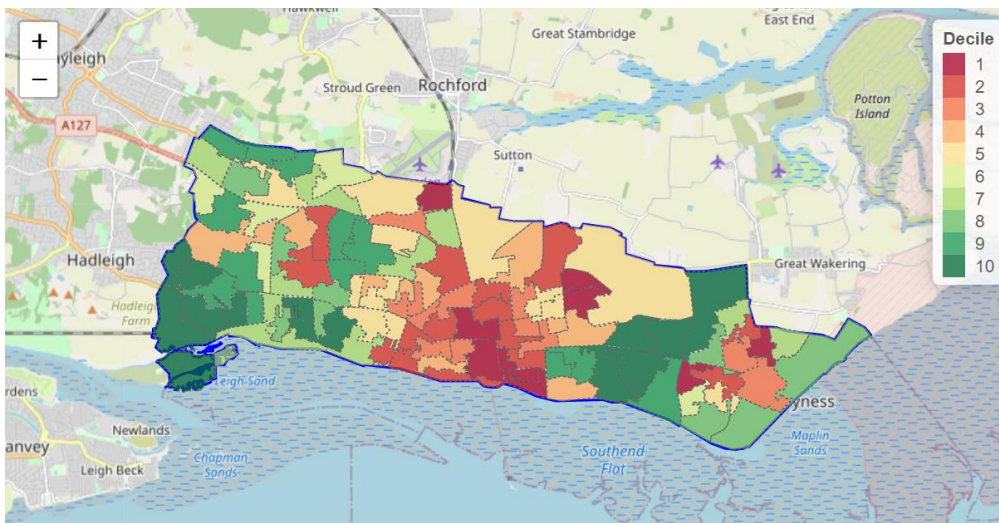 +
−
Hawkwell
East End
Great Stambridge
Decile
1
2
3
4
5
6
7
8
9
10
yleigh
Rochford
Stroud Green
Potton
Island
A127
Sutton
Hadleigh
Great Wakering
Hadleigh
Farm
Leigh Sand
yness
rdens
Newlands
anvey
Leigh Beck
Chapman
Sands
Southend
Flat
Maplin
Sands